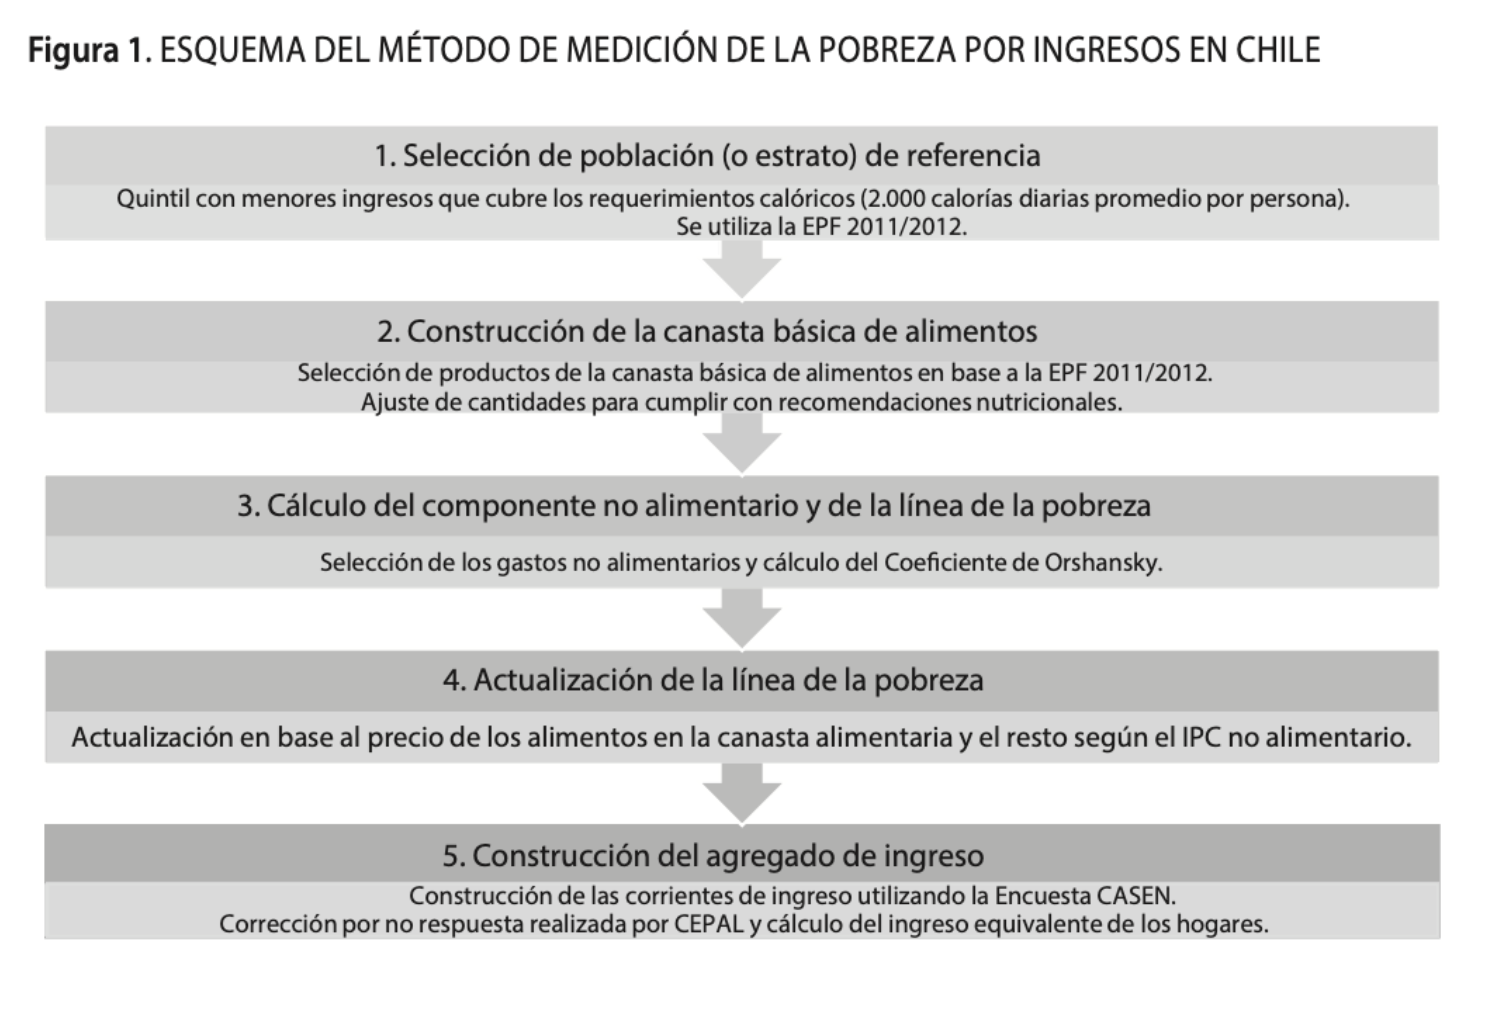 Figura 1. ESQUEMA DEL MÉTODO DE MEDICIÓN DE LA POBREZA POR INGRESOS EN CHILE
1. Selección de población (o estrato) de referencia
Quintil con menores ingresos que cubre los requerimientos calóricos (2.000 calorías diarias promedio por persona).
Se utiliza la EPF 2011/2012.
2. Construcción de la canasta básica de alimentos
Selección de productos de la canasta básica de alimentos en base a la EPF 2011/2012.
Ajuste de cantidades para cumplir con recomendaciones nutricionales.
3. Cálculo del componente no alimentario y de la línea de la pobreza
Selección de los gastos no alimentarios y cálculo del Coeficiente de Orshansky.
4. Actualización de la línea de la pobreza
Actualización en base al precio de los alimentos en la canasta alimentaria y el resto según el IPC no alimentario.
5. Construcción del agregado de ingreso
Construcción de las corrientes de ingreso utilizando la Encuesta CASEN.
Corrección por no respuesta realizada por CEPAL y cálculo del ingreso equivalente de los hogares.